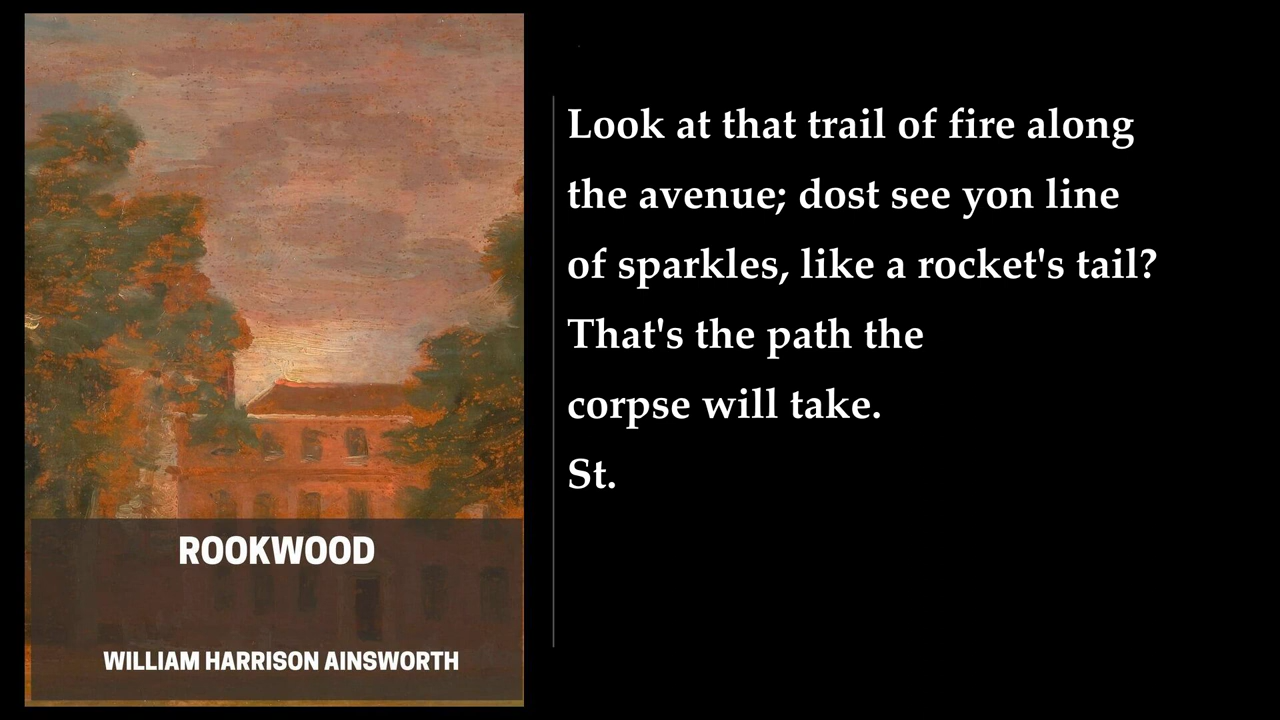 ROOKWOOD
WILLIAM HARRISON AINSWORTH
Look at that trail of fire along
the avenue; dost see yon line
of sparkles, like a rocket's tail?
That's the path the
corpse will take.
St.